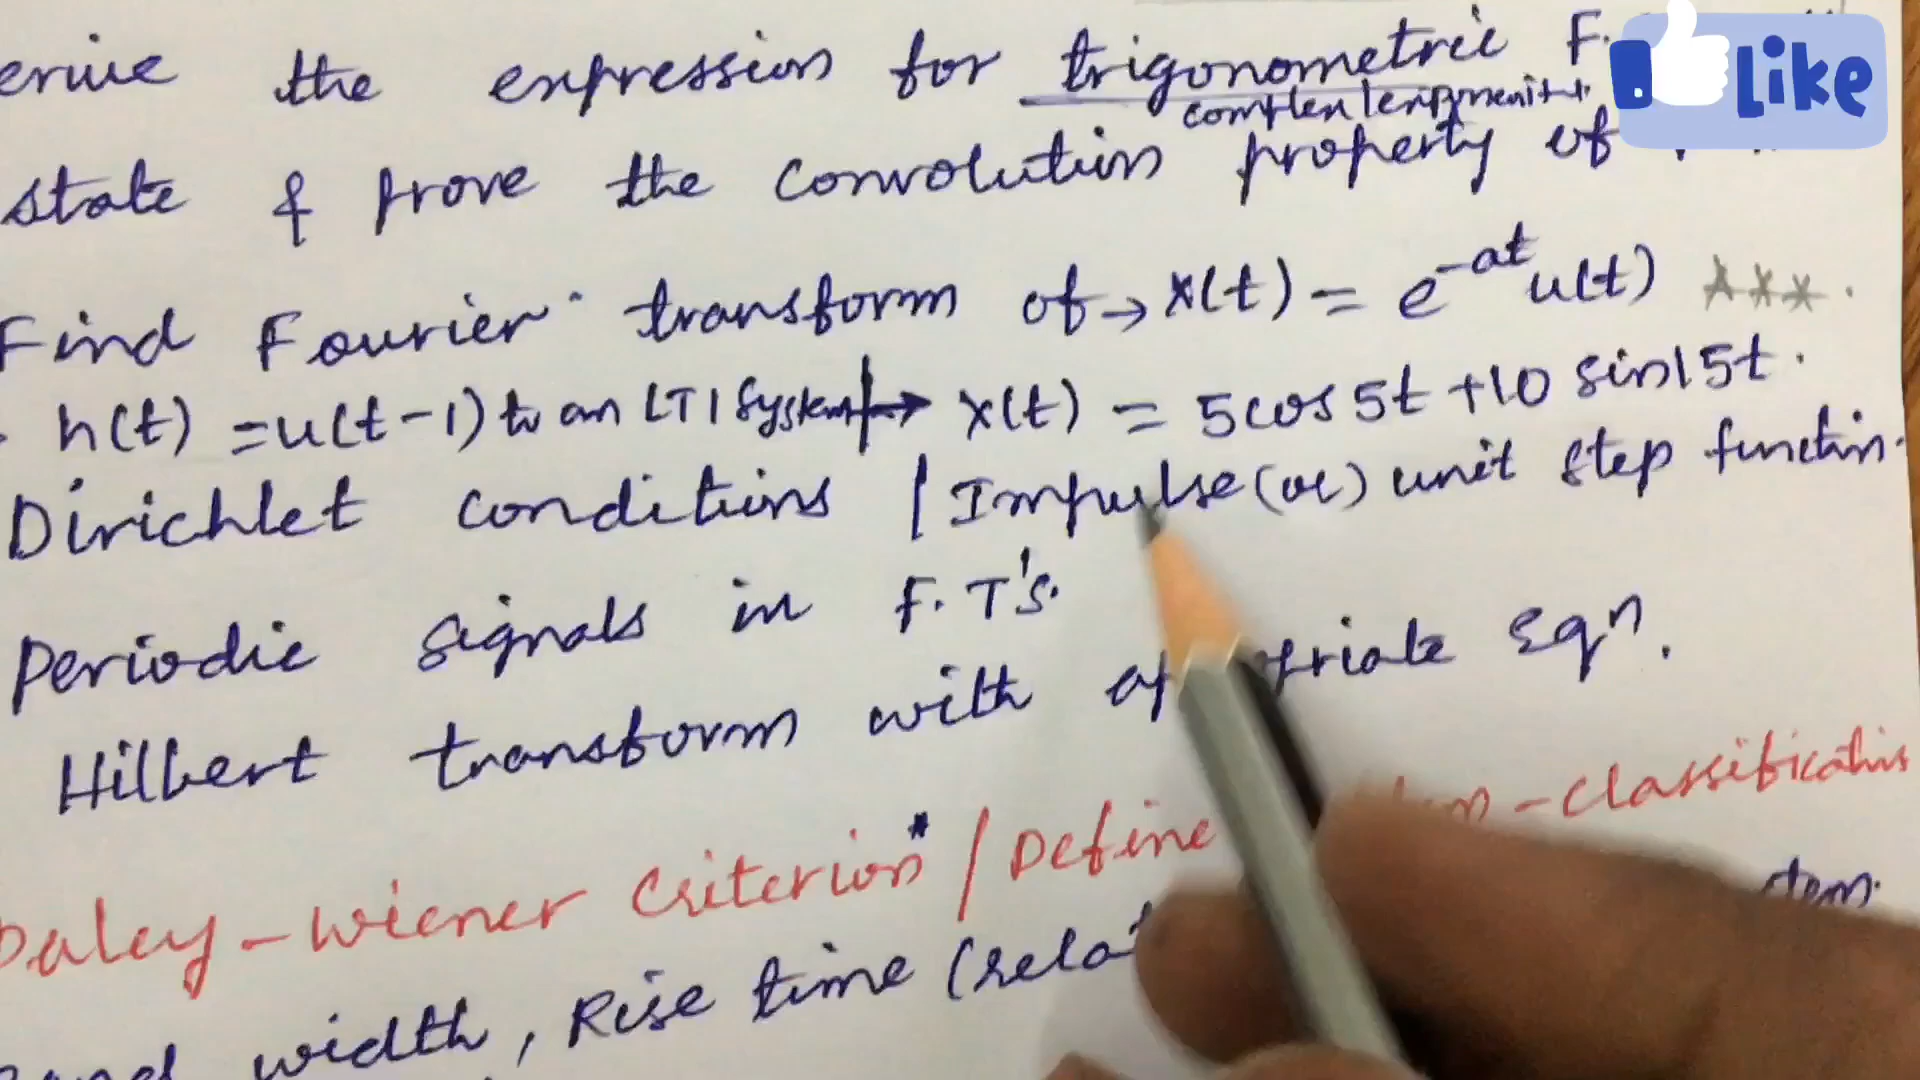 erive the expression for trigonometric F.
complex/exponential
state & prove the convolution property of
Find Fourier transform of → x(t) = e^-at u(t) ***.
h(t) = u(t-1) to an LTI System → x(t) = 5cos5t + 10 sin15t.
Dirichlet conditions / Impulse (or) unit step function.
Periodic signals in F.T's.
Hilbert transform with Eqn.
Paley-Wiener Criterion* / Define - classifications
width, Rise time (rela
Like